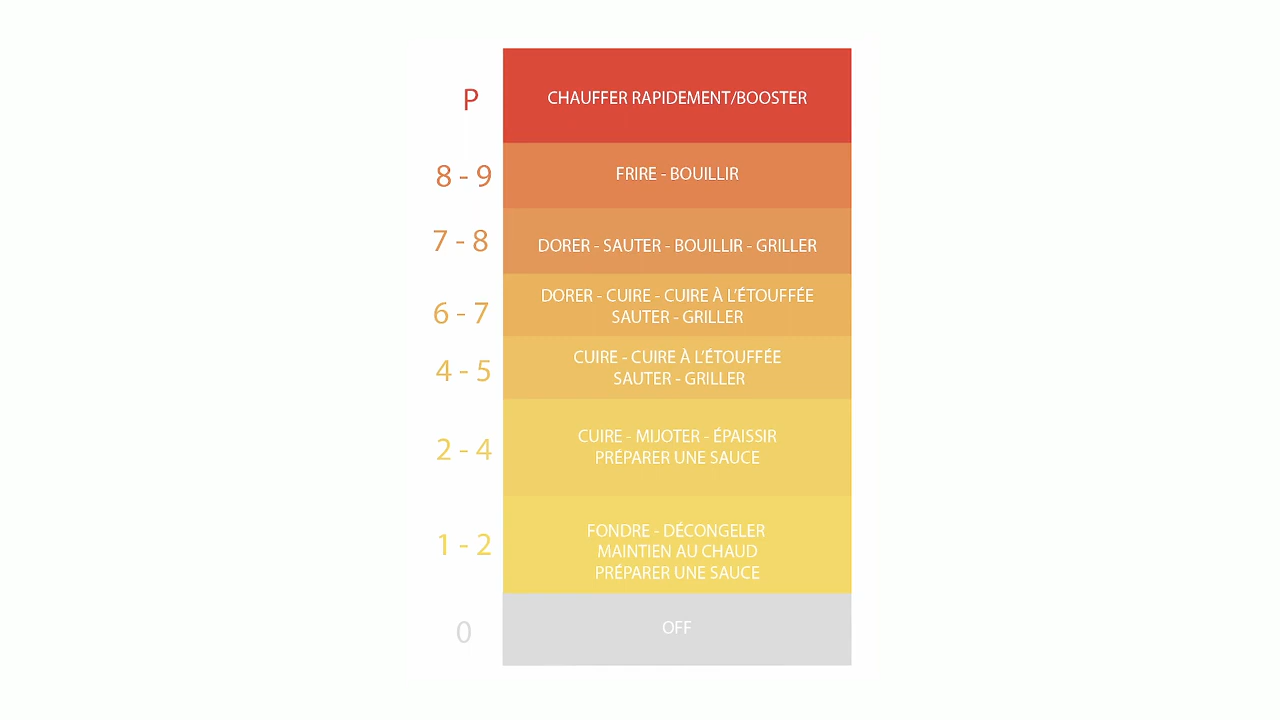 P
CHAUFFER RAPIDEMENT/BOOSTER
8 - 9
FRIRE - BOUILLIR
7 - 8
DORER - SAUTER - BOUILLIR - GRILLER
6 - 7
DORER - CUIRE - CUIRE À L'ÉTOUFFÉE
SAUTER - GRILLER
4 - 5
CUIRE - CUIRE À L'ÉTOUFFÉE
SAUTER - GRILLER
2 - 4
CUIRE - MIJOTER - ÉPAISSIR
PRÉPARER UNE SAUCE
1 - 2
FONDRE - DÉCONGELER
MAINTIEN AU CHAUD
PRÉPARER UNE SAUCE
0
OFF